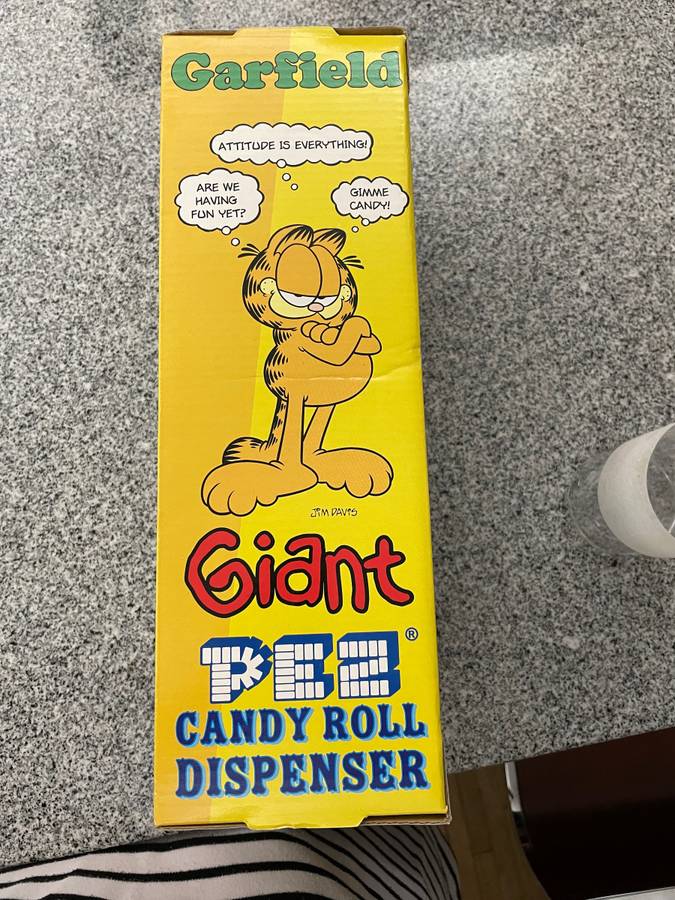 Garfield
ATTITUDE IS EVERYTHING!
ARE WE
HAVING
FUN YET?
GIMME
CANDY!
JIM DAVIS
Giant
PEZ®
CANDY ROLL
DISPENSER